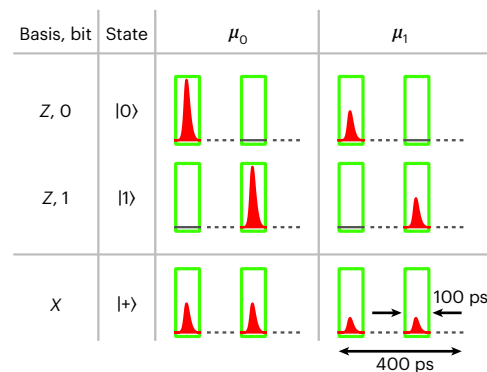 Basis, bit State μ0 μ1
Z, 0 |0⟩
Z, 1 |1⟩
X |+⟩ 100 ps
400 ps